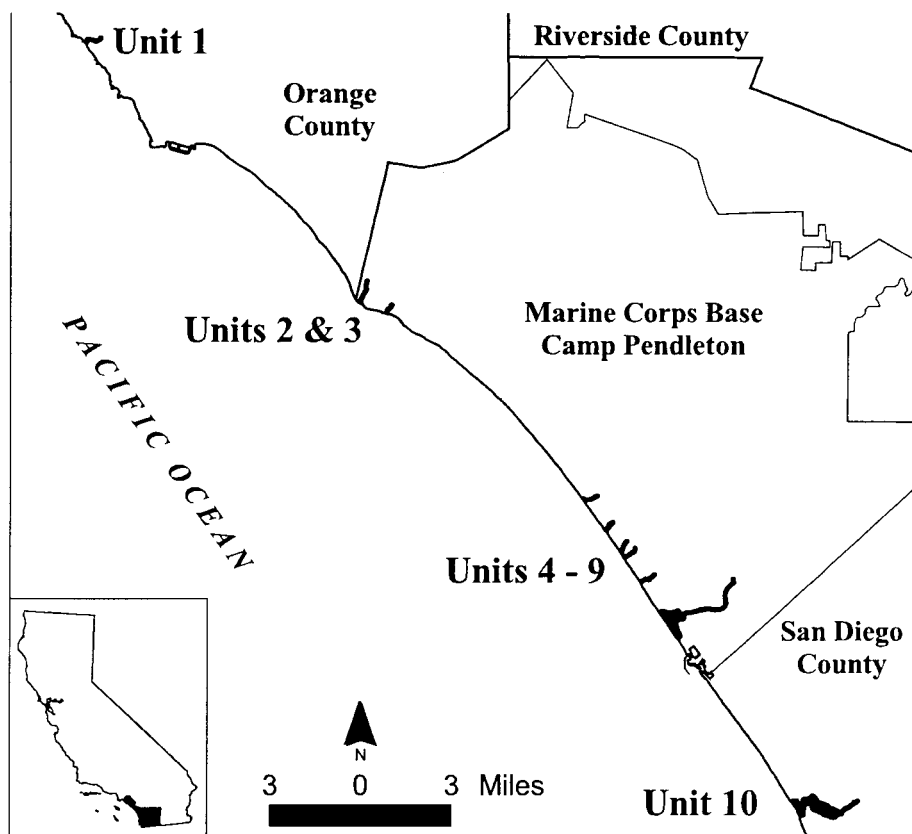 Unit 1
Riverside County
Orange
County
Units 2 & 3
Marine Corps Base
Camp Pendleton
PACIFIC OCEAN
Units 4 - 9
San Diego
County
N
3 0 3 Miles
Unit 10